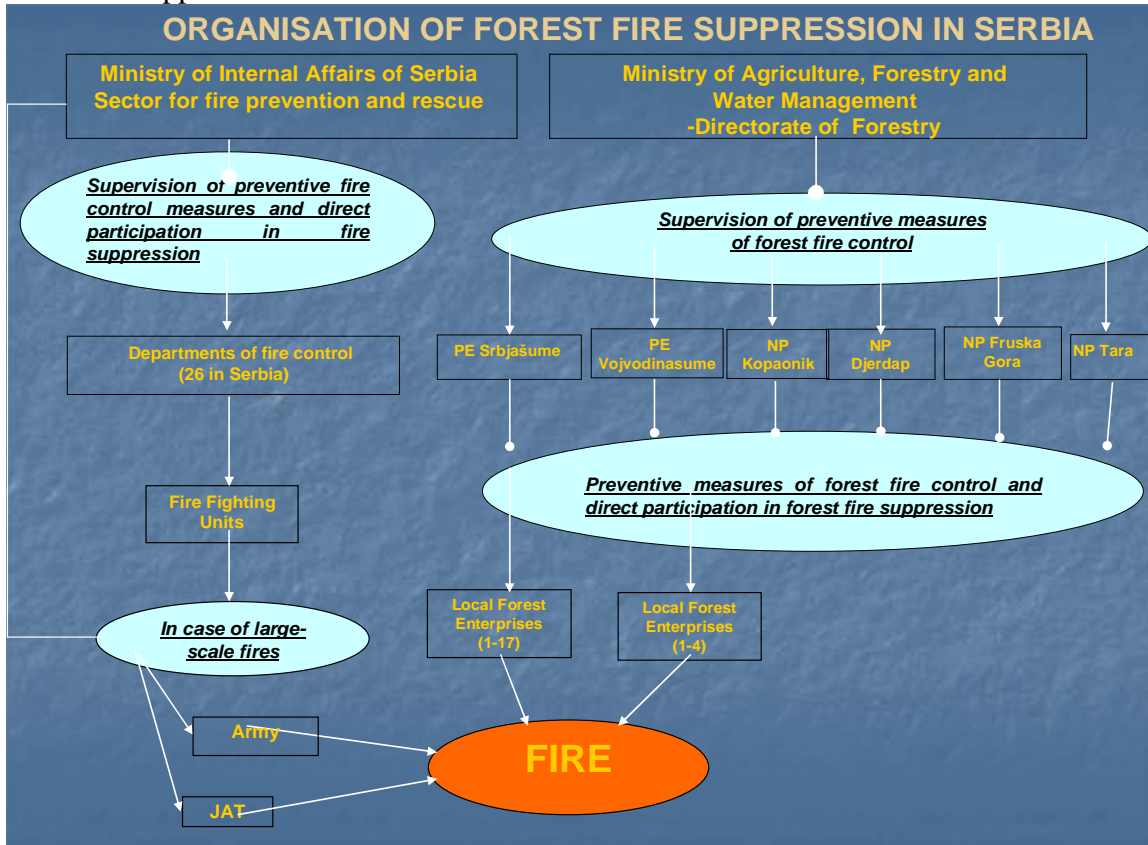 ORGANISATION OF FOREST FIRE SUPPRESSION IN SERBIA
Ministry of Internal Affairs of Serbia
Sector for fire prevention and rescue
Ministry of Agriculture, Forestry and
Water Management
-Directorate of Forestry
Supervision of preventive fire
control measures and direct
participation in fire
suppression
Supervision of preventive measures
of forest fire control
Departments of fire control
(26 in Serbia)
PE Srbjašume
PE
Vojvodinasume
NP
Kopaonik
NP
Djerdap
NP Fruska
Gora
NP Tara
Preventive measures of forest fire control and
direct participation in forest fire suppression
Fire Fighting
Units
Local Forest
Enterprises
(1-17)
Local Forest
Enterprises
(1-4)
In case of large-
scale fires
Army
JAT
FIRE